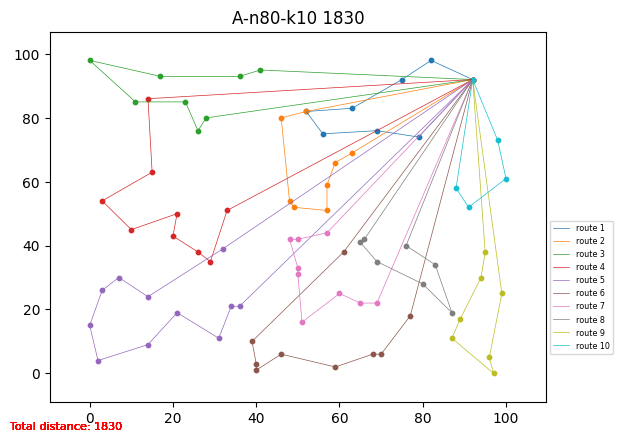 A-n80-k10 1830
100
80
60
40
20
0
0
20
40
60
80
100
route 1
route 2
route 3
route 4
route 5
route 6
route 7
route 8
route 9
route 10
Total distance: 1830